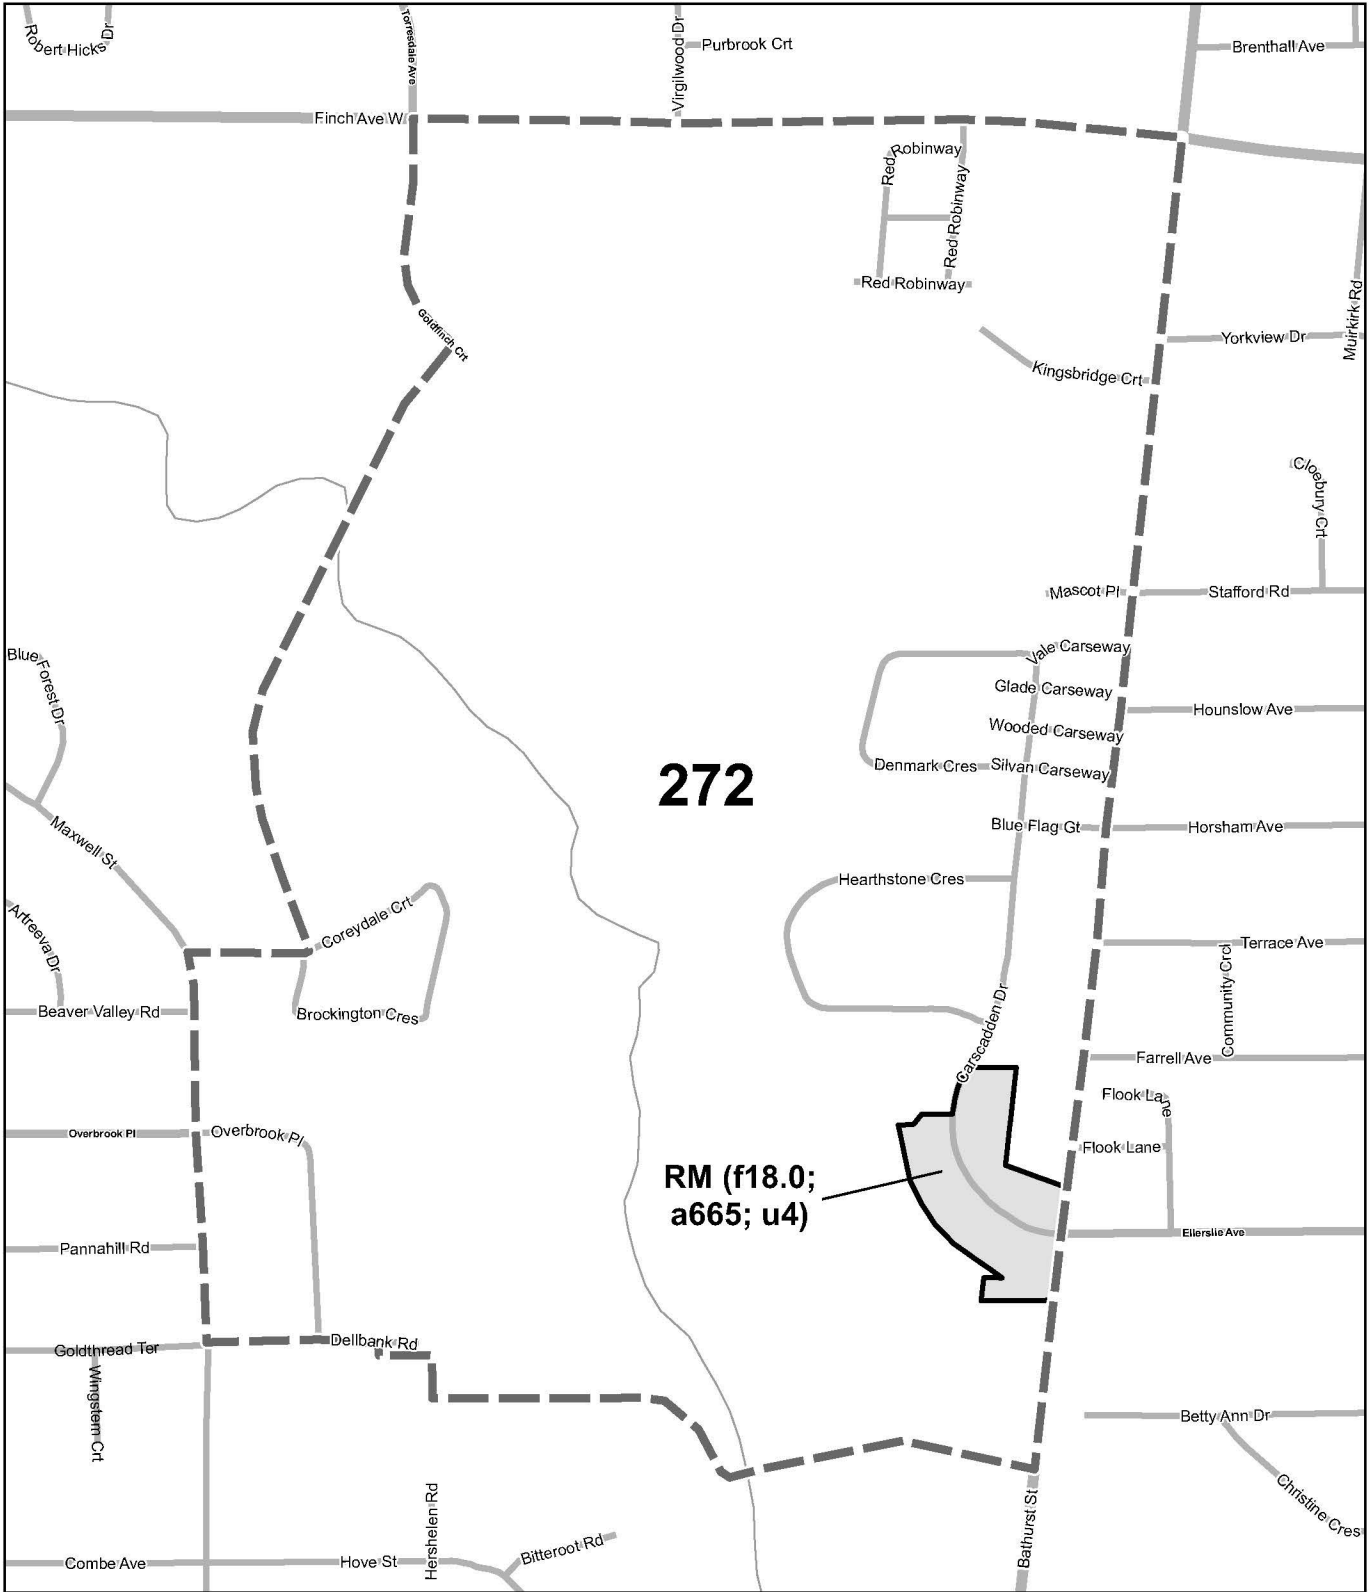 Robert Hicks Dr
Torresdale Ave
Virgilwood Dr
Purbrook Crt
Brenthall Ave
Finch Ave W
Red Robinway
Red Robinway
Red Robinway
Goldfinch Crt
Kingsbridge Crt
Yorkview Dr
Muirkirk Rd
Cloebury Crt
Mascot Pl
Stafford Rd
Blue Forest Dr
Vale Carseway
Glade Carseway
Hounslow Ave
Wooded Carseway
Denmark Cres
Silvan Carseway
272
Blue Flag Gt
Horsham Ave
Maxwell St
Hearthstone Cres
Artreeva Dr
Coreydale Crt
Terrace Ave
Community Crcl
Beaver Valley Rd
Brockington Cres
Carscadden Dr
Farrell Ave
Flook Lane
Overbrook Pl
Overbrook Pl
Flook Lane
RM (f18.0;
a665; u4)
Ellerslie Ave
Pannahill Rd
Goldthread Ter
Dellbank Rd
Wingstem Crt
Betty Ann Dr
Christine Cres
Hershelen Rd
Bathurst St
Combe Ave
Hove St
Bitteroot Rd